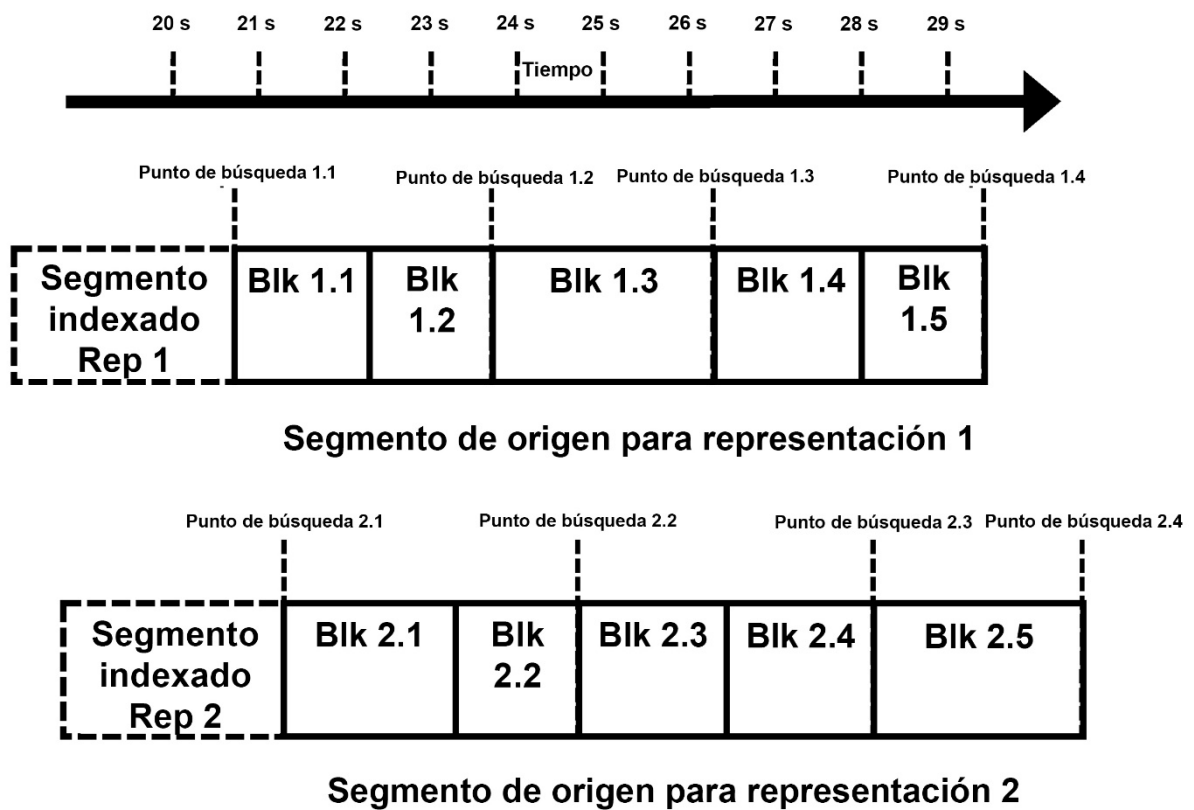 20 s 21 s 22 s 23 s 24 s 25 s 26 s 27 s 28 s 29 s
Tiempo
Punto de búsqueda 1.1 Punto de búsqueda 1.2 Punto de búsqueda 1.3 Punto de búsqueda 1.4
Segmento
indexado
Rep 1
Blk 1.1
Blk
1.2
Blk 1.3
Blk 1.4
Blk
1.5
Segmento de origen para representación 1
Punto de búsqueda 2.1 Punto de búsqueda 2.2 Punto de búsqueda 2.3 Punto de búsqueda 2.4
Segmento
indexado
Rep 2
Blk 2.1
Blk
2.2
Blk 2.3
Blk 2.4
Blk 2.5
Segmento de origen para representación 2